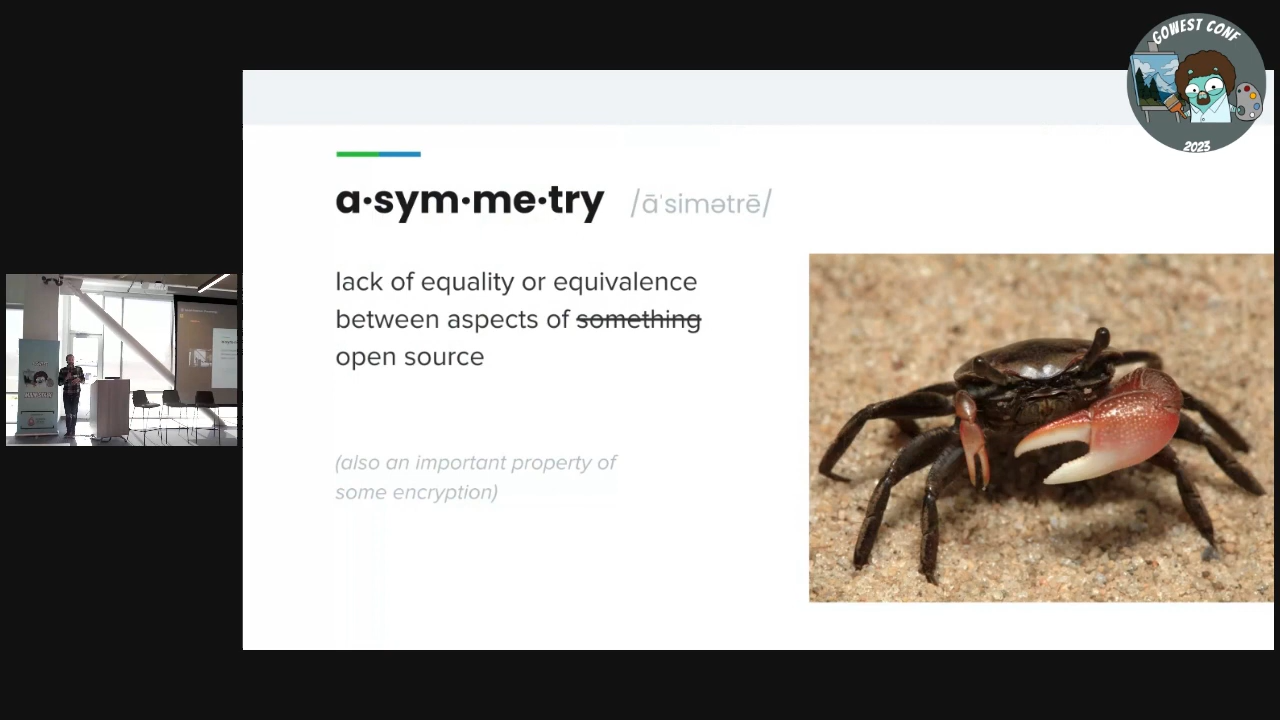 GOWEST CONF
2023
a·sym·me·try /āˈsimətrē/
lack of equality or equivalence
between aspects of something
open source
(also an important property of
some encryption)